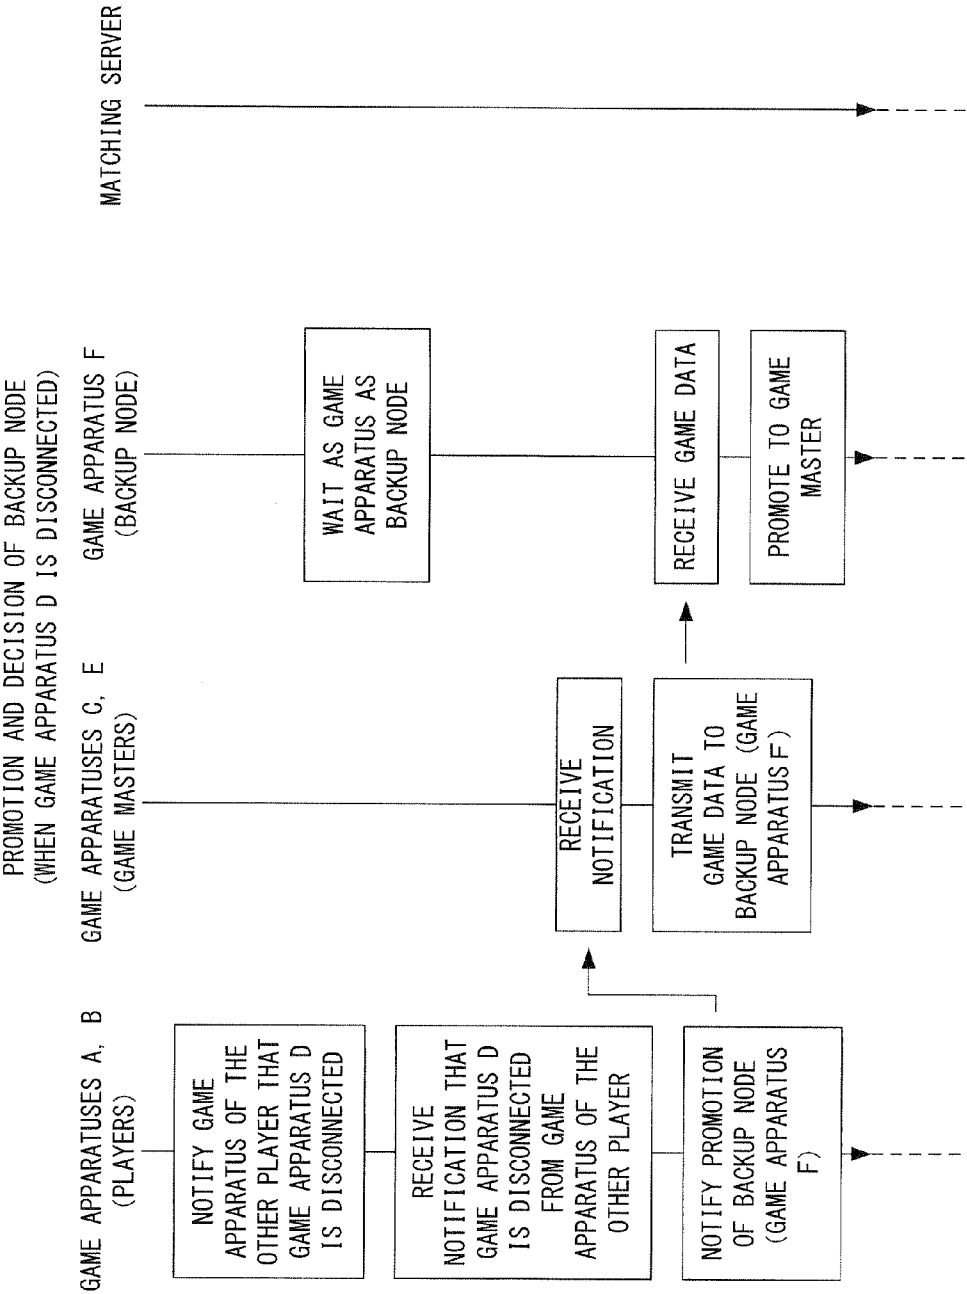 PROMOTION AND DECISION OF BACKUP NODE
(WHEN GAME APPARATUS D IS DISCONNECTED)
GAME APPARATUSES A, B
(PLAYERS)
NOTIFY GAME
APPARATUS OF THE
OTHER PLAYER THAT
GAME APPARATUS D
IS DISCONNECTED
RECEIVE
NOTIFICATION THAT
GAME APPARATUS D
IS DISCONNECTED
FROM GAME
APPARATUS OF THE
OTHER PLAYER
NOTIFY PROMOTION
OF BACKUP NODE
(GAME APPARATUS
F)
GAME APPARATUSES C, E
(GAME MASTERS)
RECEIVE
NOTIFICATION
TRANSMIT
GAME DATA TO
BACKUP NODE (GAME
APPARATUS F)
GAME APPARATUS F
(BACKUP NODE)
WAIT AS GAME
APPARATUS AS
BACKUP NODE
RECEIVE GAME DATA
PROMOTE TO GAME
MASTER
MATCHING SERVER